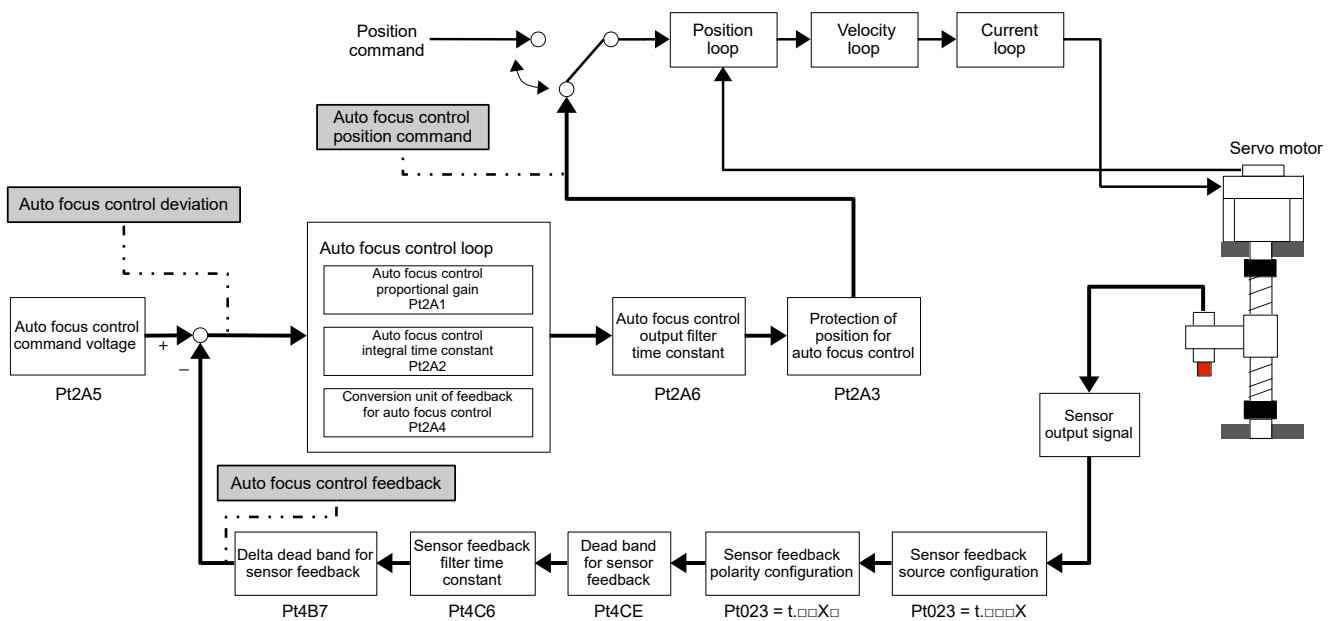 Position
command
Position
loop
Velocity
loop
Current
loop
Auto focus control
position command
Servo motor
Auto focus control deviation
Auto focus control loop
Auto focus control
proportional gain
Pt2A1
Auto focus control
integral time constant
Pt2A2
Conversion unit of feedback
for auto focus control
Pt2A4
Auto focus control
command voltage
Pt2A5
+
−
Auto focus control
output filter
time constant
Pt2A6
Protection of
position for
auto focus control
Pt2A3
Sensor
output signal
Auto focus control feedback
Delta dead band for
sensor feedback
Pt4B7
Sensor feedback
filter time
constant
Pt4C6
Dead band
for sensor
feedback
Pt4CE
Sensor feedback
polarity configuration
Pt023 = t.□□X□
Sensor feedback
source configuration
Pt023 = t.□□□X